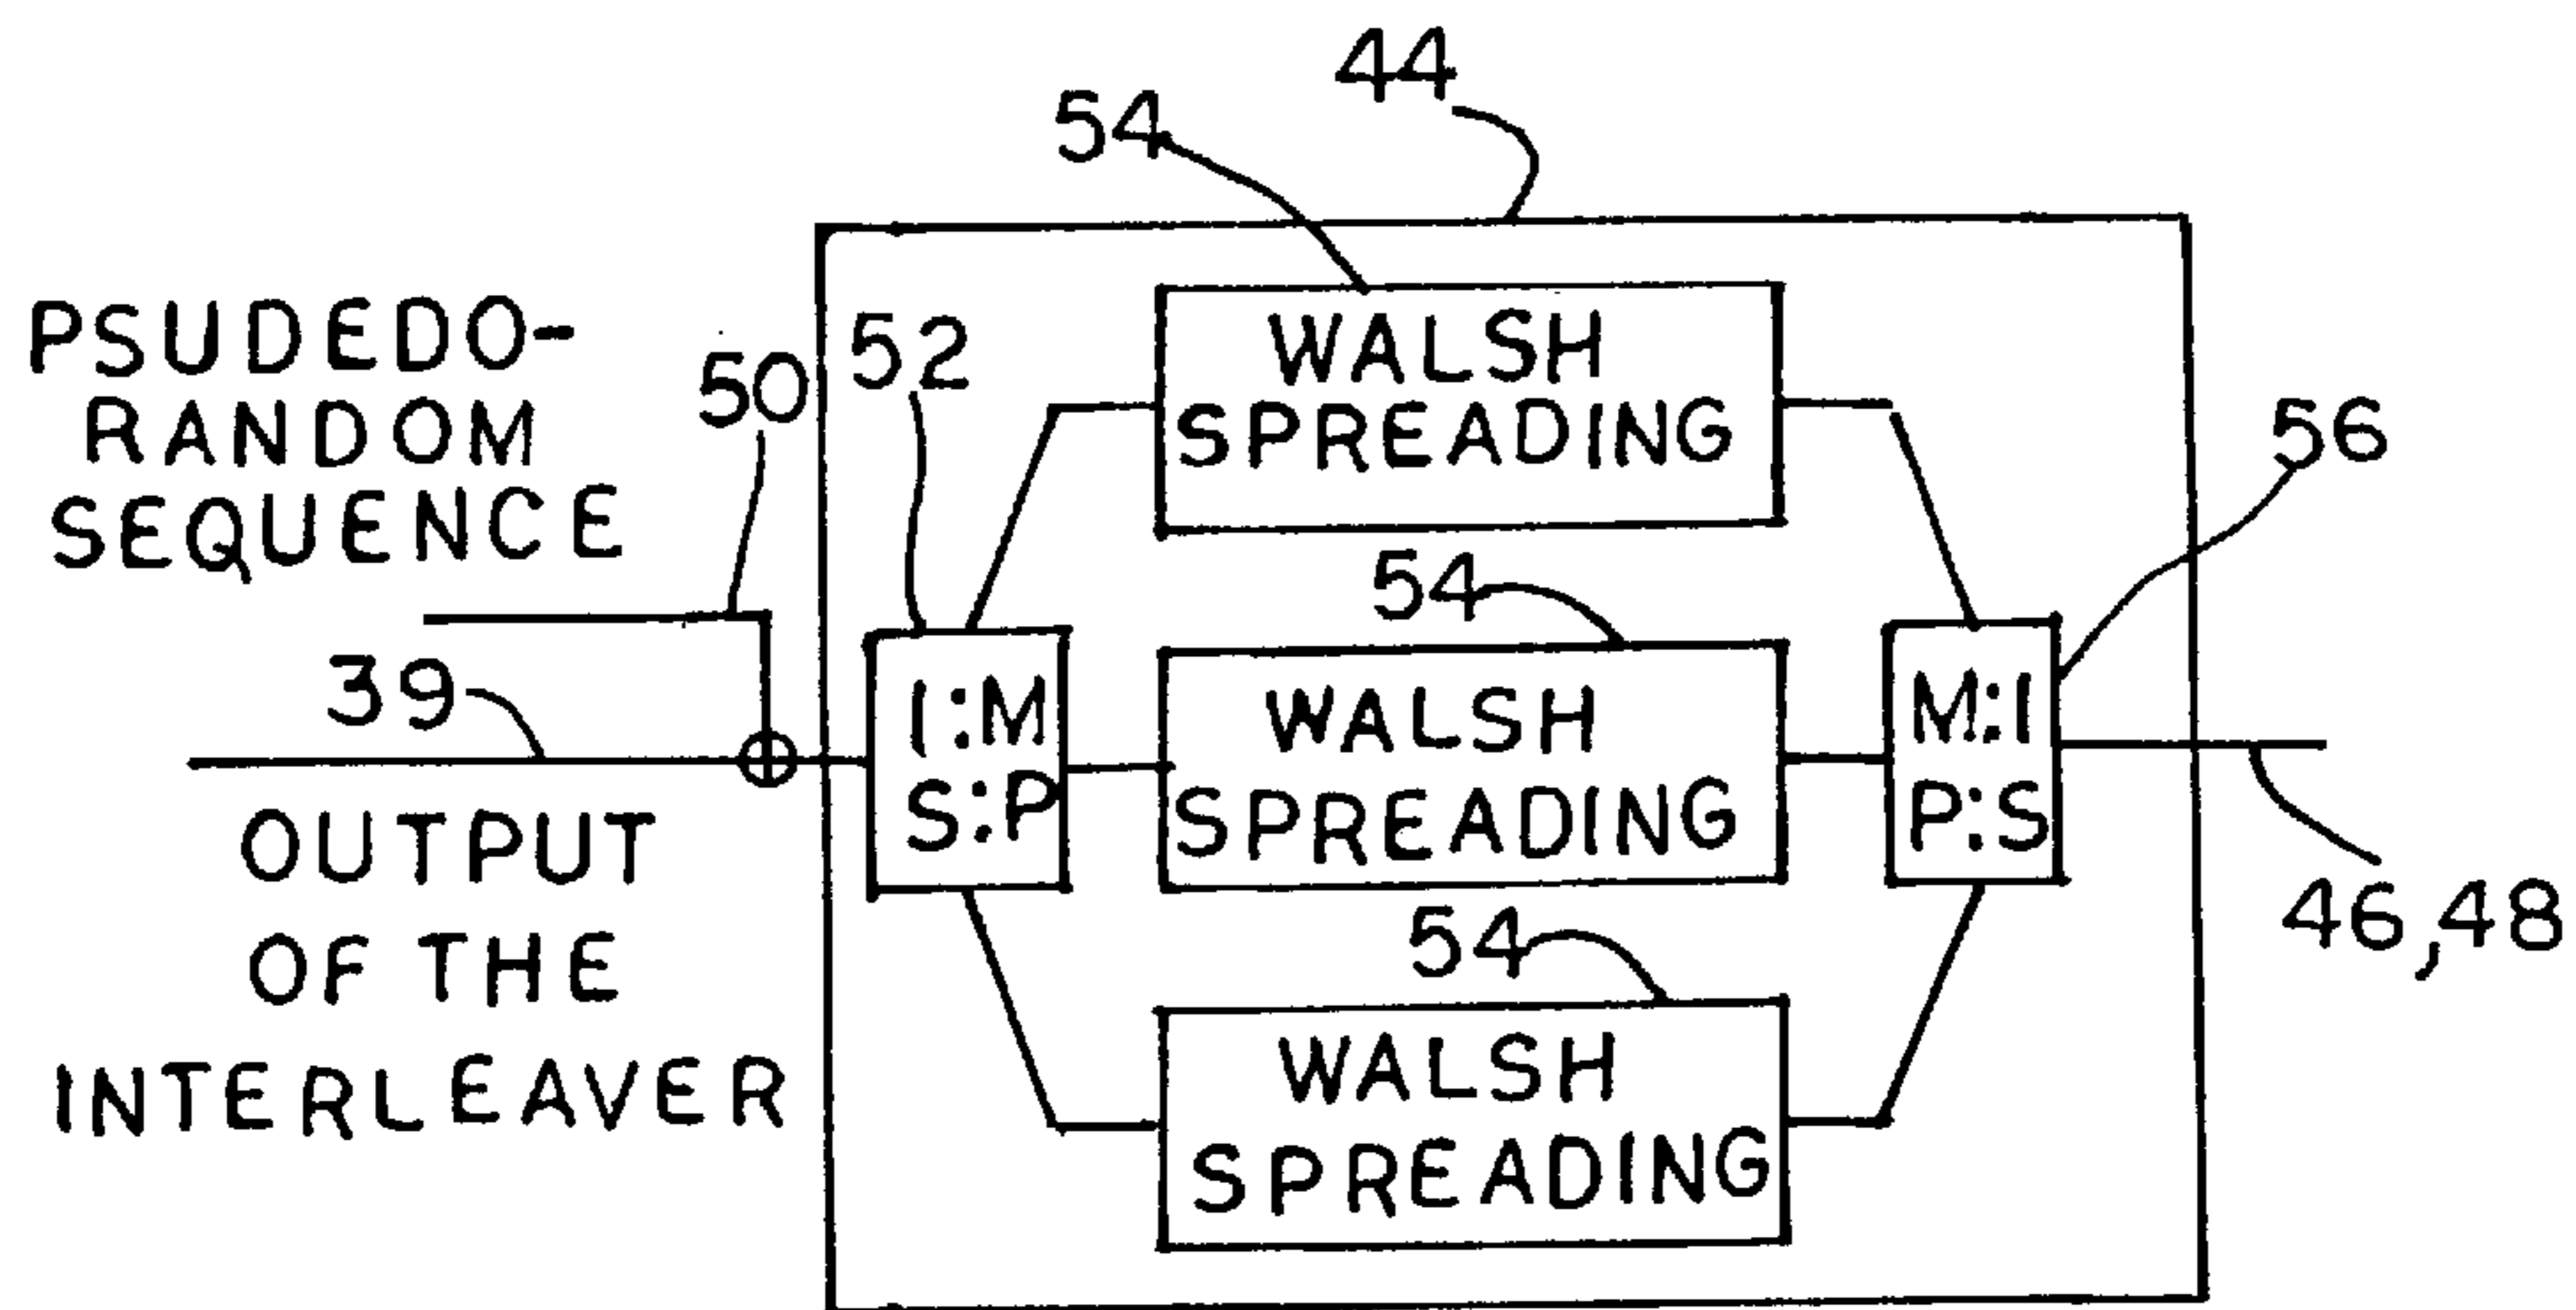 44
54
PSUDEDO-
RANDOM
SEQUENCE
50
52
WALSH
SPREADING
56
39
54
1:M
S:P
WALSH
SPREADING
M:1
P:S
OUTPUT
OF THE
INTERLEAVER
46,48
54
WALSH
SPREADING